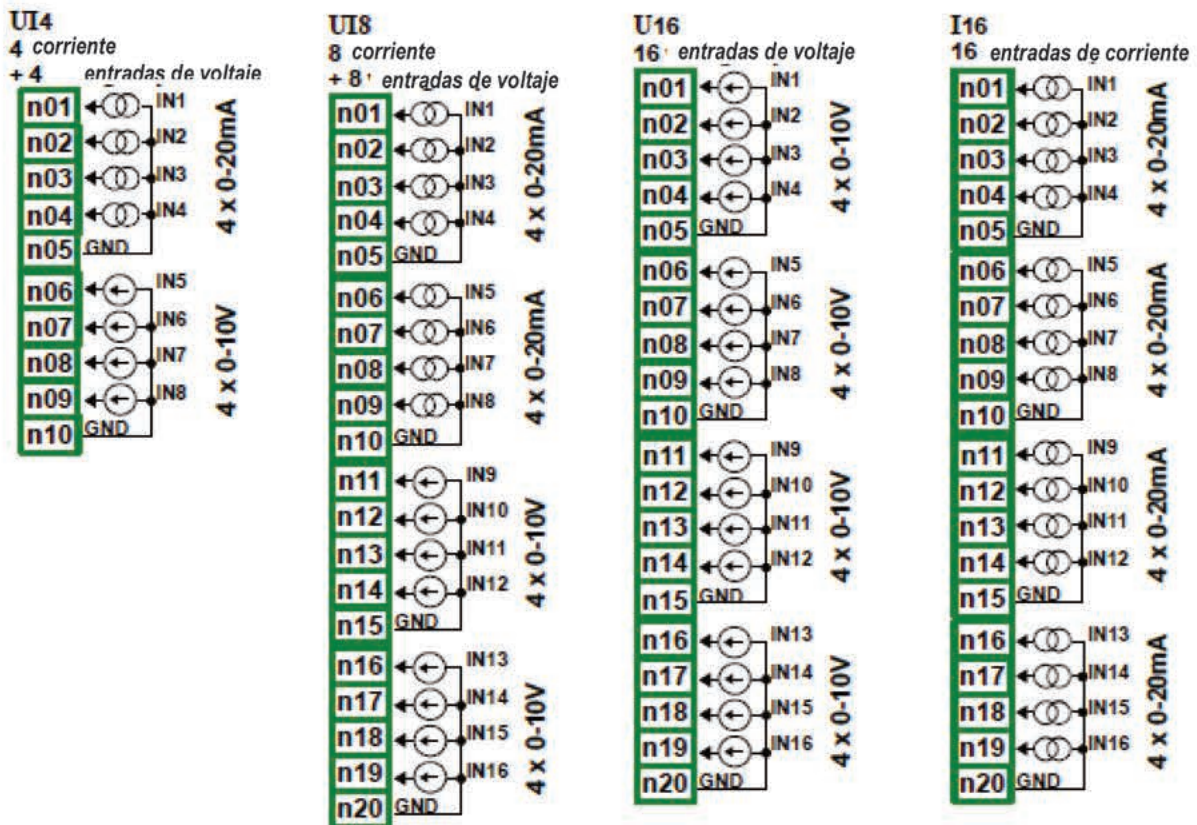 UI4
4 corriente
+ 4 entradas de voltaje
n01 IN1
n02 IN2
n03 IN3
n04 IN4
n05 GND
4 x 0-20mA
n06 IN5
n07 IN6
n08 IN7
n09 IN8
n10 GND
4 x 0-10V
UI8
8 corriente
+ 8 entradas de voltaje
n01 IN1
n02 IN2
n03 IN3
n04 IN4
n05 GND
4 x 0-20mA
n06 IN5
n07 IN6
n08 IN7
n09 IN8
n10 GND
4 x 0-20mA
n11 IN9
n12 IN10
n13 IN11
n14 IN12
n15 GND
4 x 0-10V
n16 IN13
n17 IN14
n18 IN15
n19 IN16
n20 GND
4 x 0-10V
U16
16 entradas de voltaje
n01 IN1
n02 IN2
n03 IN3
n04 IN4
n05 GND
4 x 0-10V
n06 IN5
n07 IN6
n08 IN7
n09 IN8
n10 GND
4 x 0-10V
n11 IN9
n12 IN10
n13 IN11
n14 IN12
n15 GND
4 x 0-10V
n16 IN13
n17 IN14
n18 IN15
n19 IN16
n20 GND
4 x 0-10V
I16
16 entradas de corriente
n01 IN1
n02 IN2
n03 IN3
n04 IN4
n05 GND
4 x 0-20mA
n06 IN5
n07 IN6
n08 IN7
n09 IN8
n10 GND
4 x 0-20mA
n11 IN9
n12 IN10
n13 IN11
n14 IN12
n15 GND
4 x 0-20mA
n16 IN13
n17 IN14
n18 IN15
n19 IN16
n20 GND
4 x 0-20mA